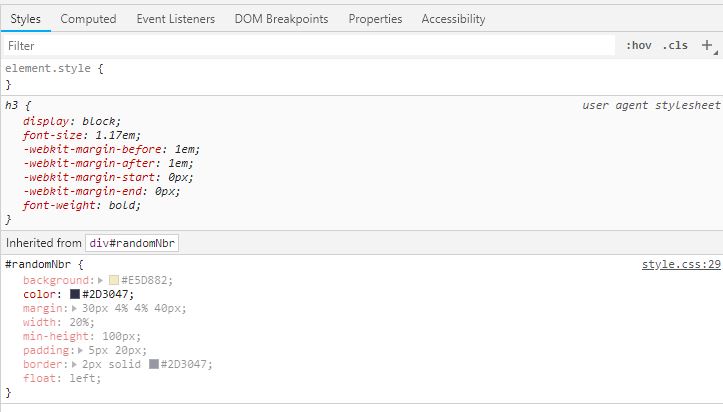 Styles Computed Event Listeners DOM Breakpoints Properties Accessibility
Filter :hov .cls +
element.style {
}
h3 { user agent stylesheet
display: block;
font-size: 1.17em;
-webkit-margin-before: 1em;
-webkit-margin-after: 1em;
-webkit-margin-start: 0px;
-webkit-margin-end: 0px;
font-weight: bold;
}
Inherited from div#randomNbr
#randomNbr { style.css:29
background: #E5D882;
color: #2D3047;
margin: 30px 4% 4% 40px;
width: 20%;
min-height: 100px;
padding: 5px 20px;
border: 2px solid #2D3047;
float: left;
}